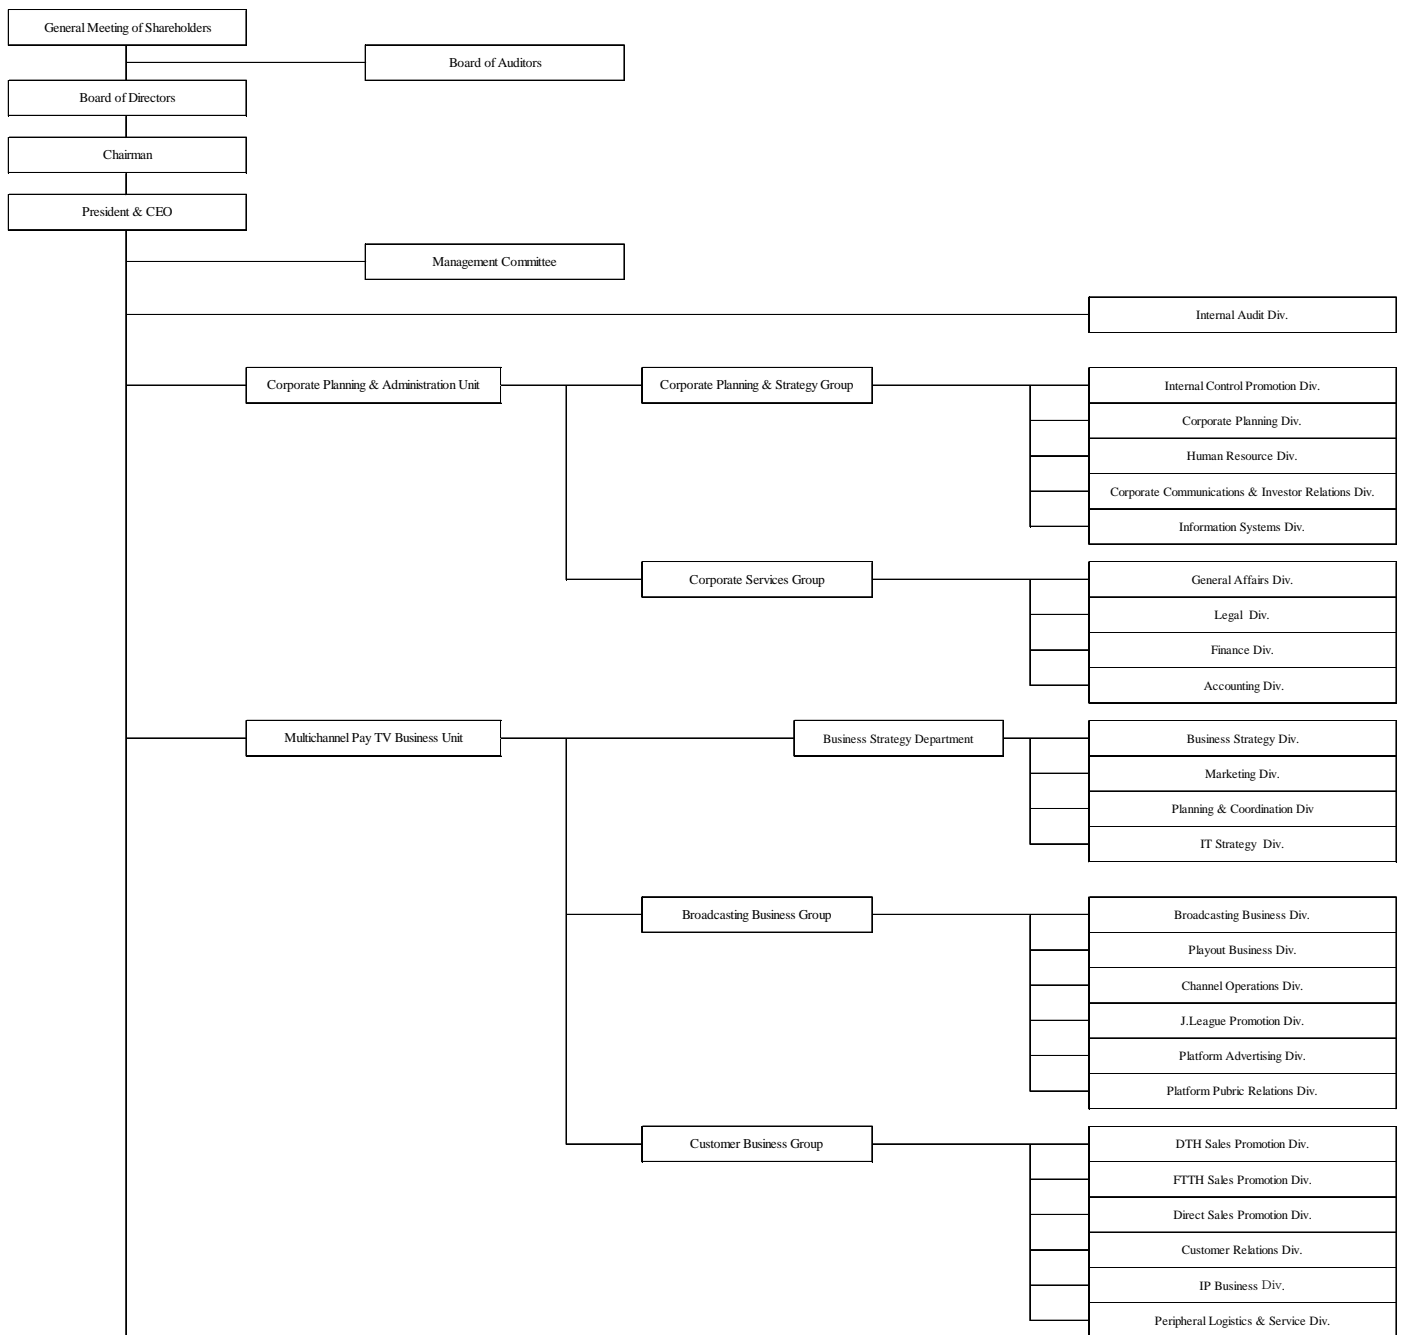 General Meeting of Shareholders
Board of Auditors
Board of Directors
Chairman
President & CEO
Management Committee
Internal Audit Div.
Corporate Planning & Administration Unit
Corporate Planning & Strategy Group
Internal Control Promotion Div.
Corporate Planning Div.
Human Resource Div.
Corporate Communications & Investor Relations Div.
Information Systems Div.
Corporate Services Group
General Affairs Div.
Legal Div.
Finance Div.
Accounting Div.
Multichannel Pay TV Business Unit
Business Strategy Department
Business Strategy Div.
Marketing Div.
Planning & Coordination Div
IT Strategy Div.
Broadcasting Business Group
Broadcasting Business Div.
Playout Business Div.
Channel Operations Div.
J.League Promotion Div.
Platform Advertising Div.
Platform Pubric Relations Div.
Customer Business Group
DTH Sales Promotion Div.
FTTH Sales Promotion Div.
Direct Sales Promotion Div.
Customer Relations Div.
IP Business Div.
Peripheral Logistics & Service Div.